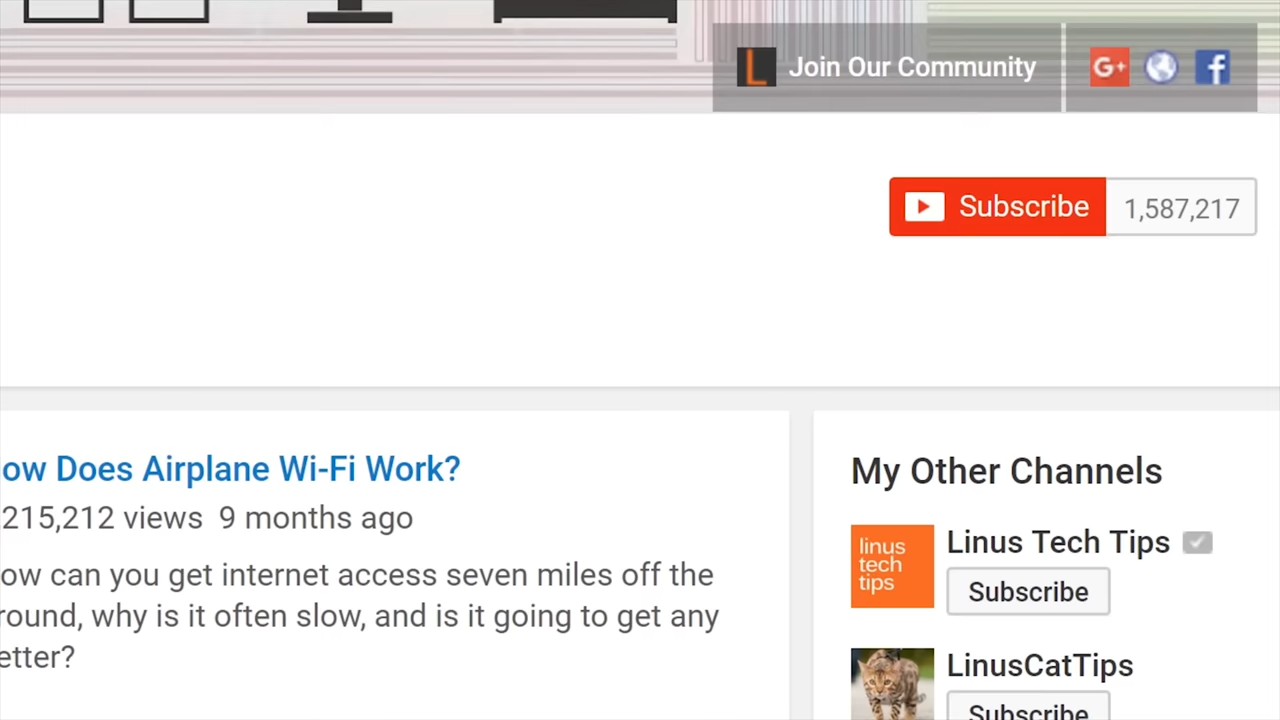 Join Our Community
G+
f
Subscribe
1,587,217
ow Does Airplane Wi-Fi Work?
,215,212 views 9 months ago
ow can you get internet access seven miles off the
round, why is it often slow, and is it going to get any
etter?
My Other Channels
linus
tech
tips
Linus Tech Tips
Subscribe
LinusCatTips
Subscribe